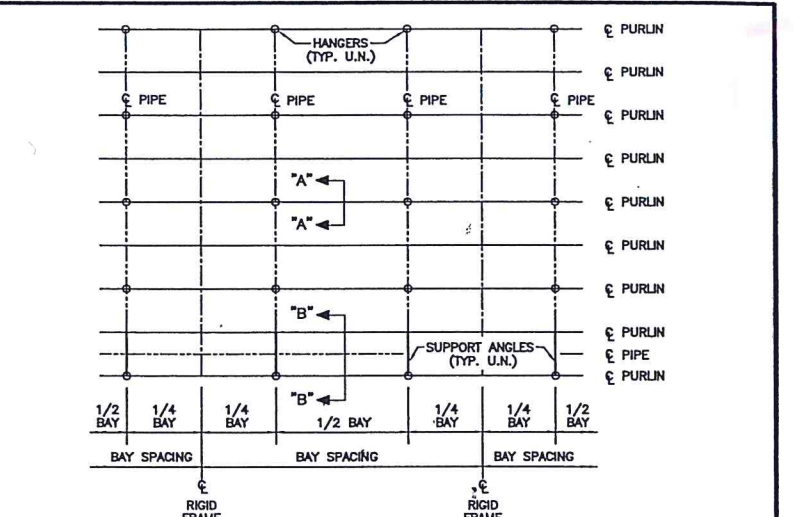 ℄ PURLIN
HANGERS
(TYP. U.N.)
℄ PURLIN
℄ PIPE ℄ PIPE ℄ PIPE ℄ PIPE
℄ PURLIN
℄ PURLIN
"A"
℄ PURLIN
"A"
℄ PURLIN
℄ PURLIN
"B"
℄ PURLIN
SUPPORT ANGLES
(TYP. U.N.)
℄ PIPE
℄ PURLIN
"B"
1/2 BAY 1/4 BAY 1/4 BAY 1/2 BAY 1/4 BAY 1/4 BAY 1/2 BAY
BAY SPACING BAY SPACING BAY SPACING
℄ ℄
RIGID RIGID
FRAME FRAME